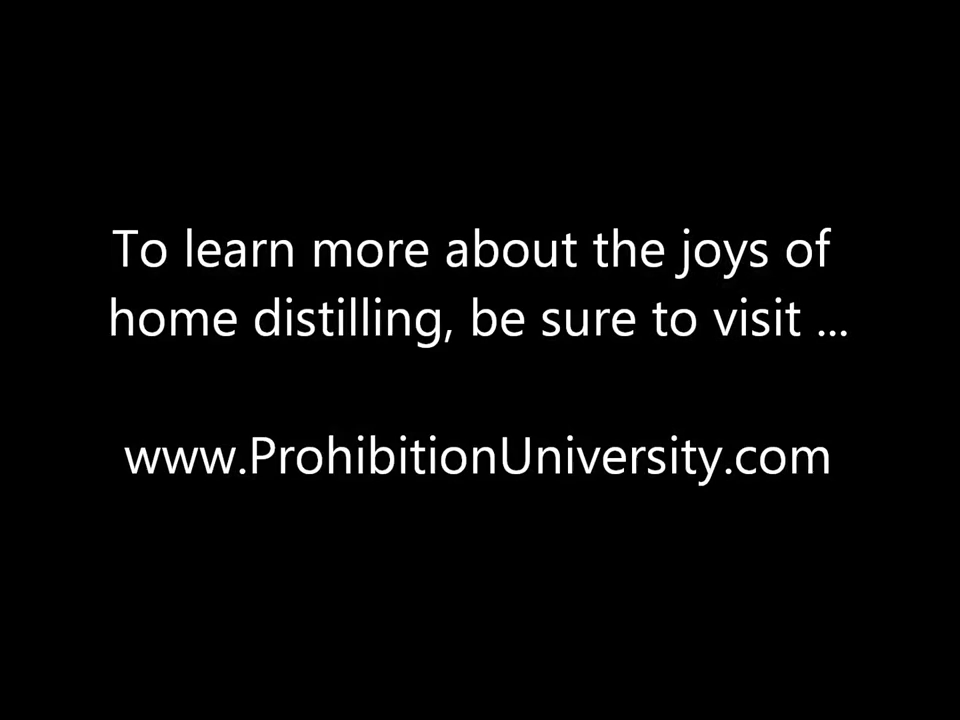 To learn more about the joys of
home distilling, be sure to visit ...
www.ProhibitionUniversity.com